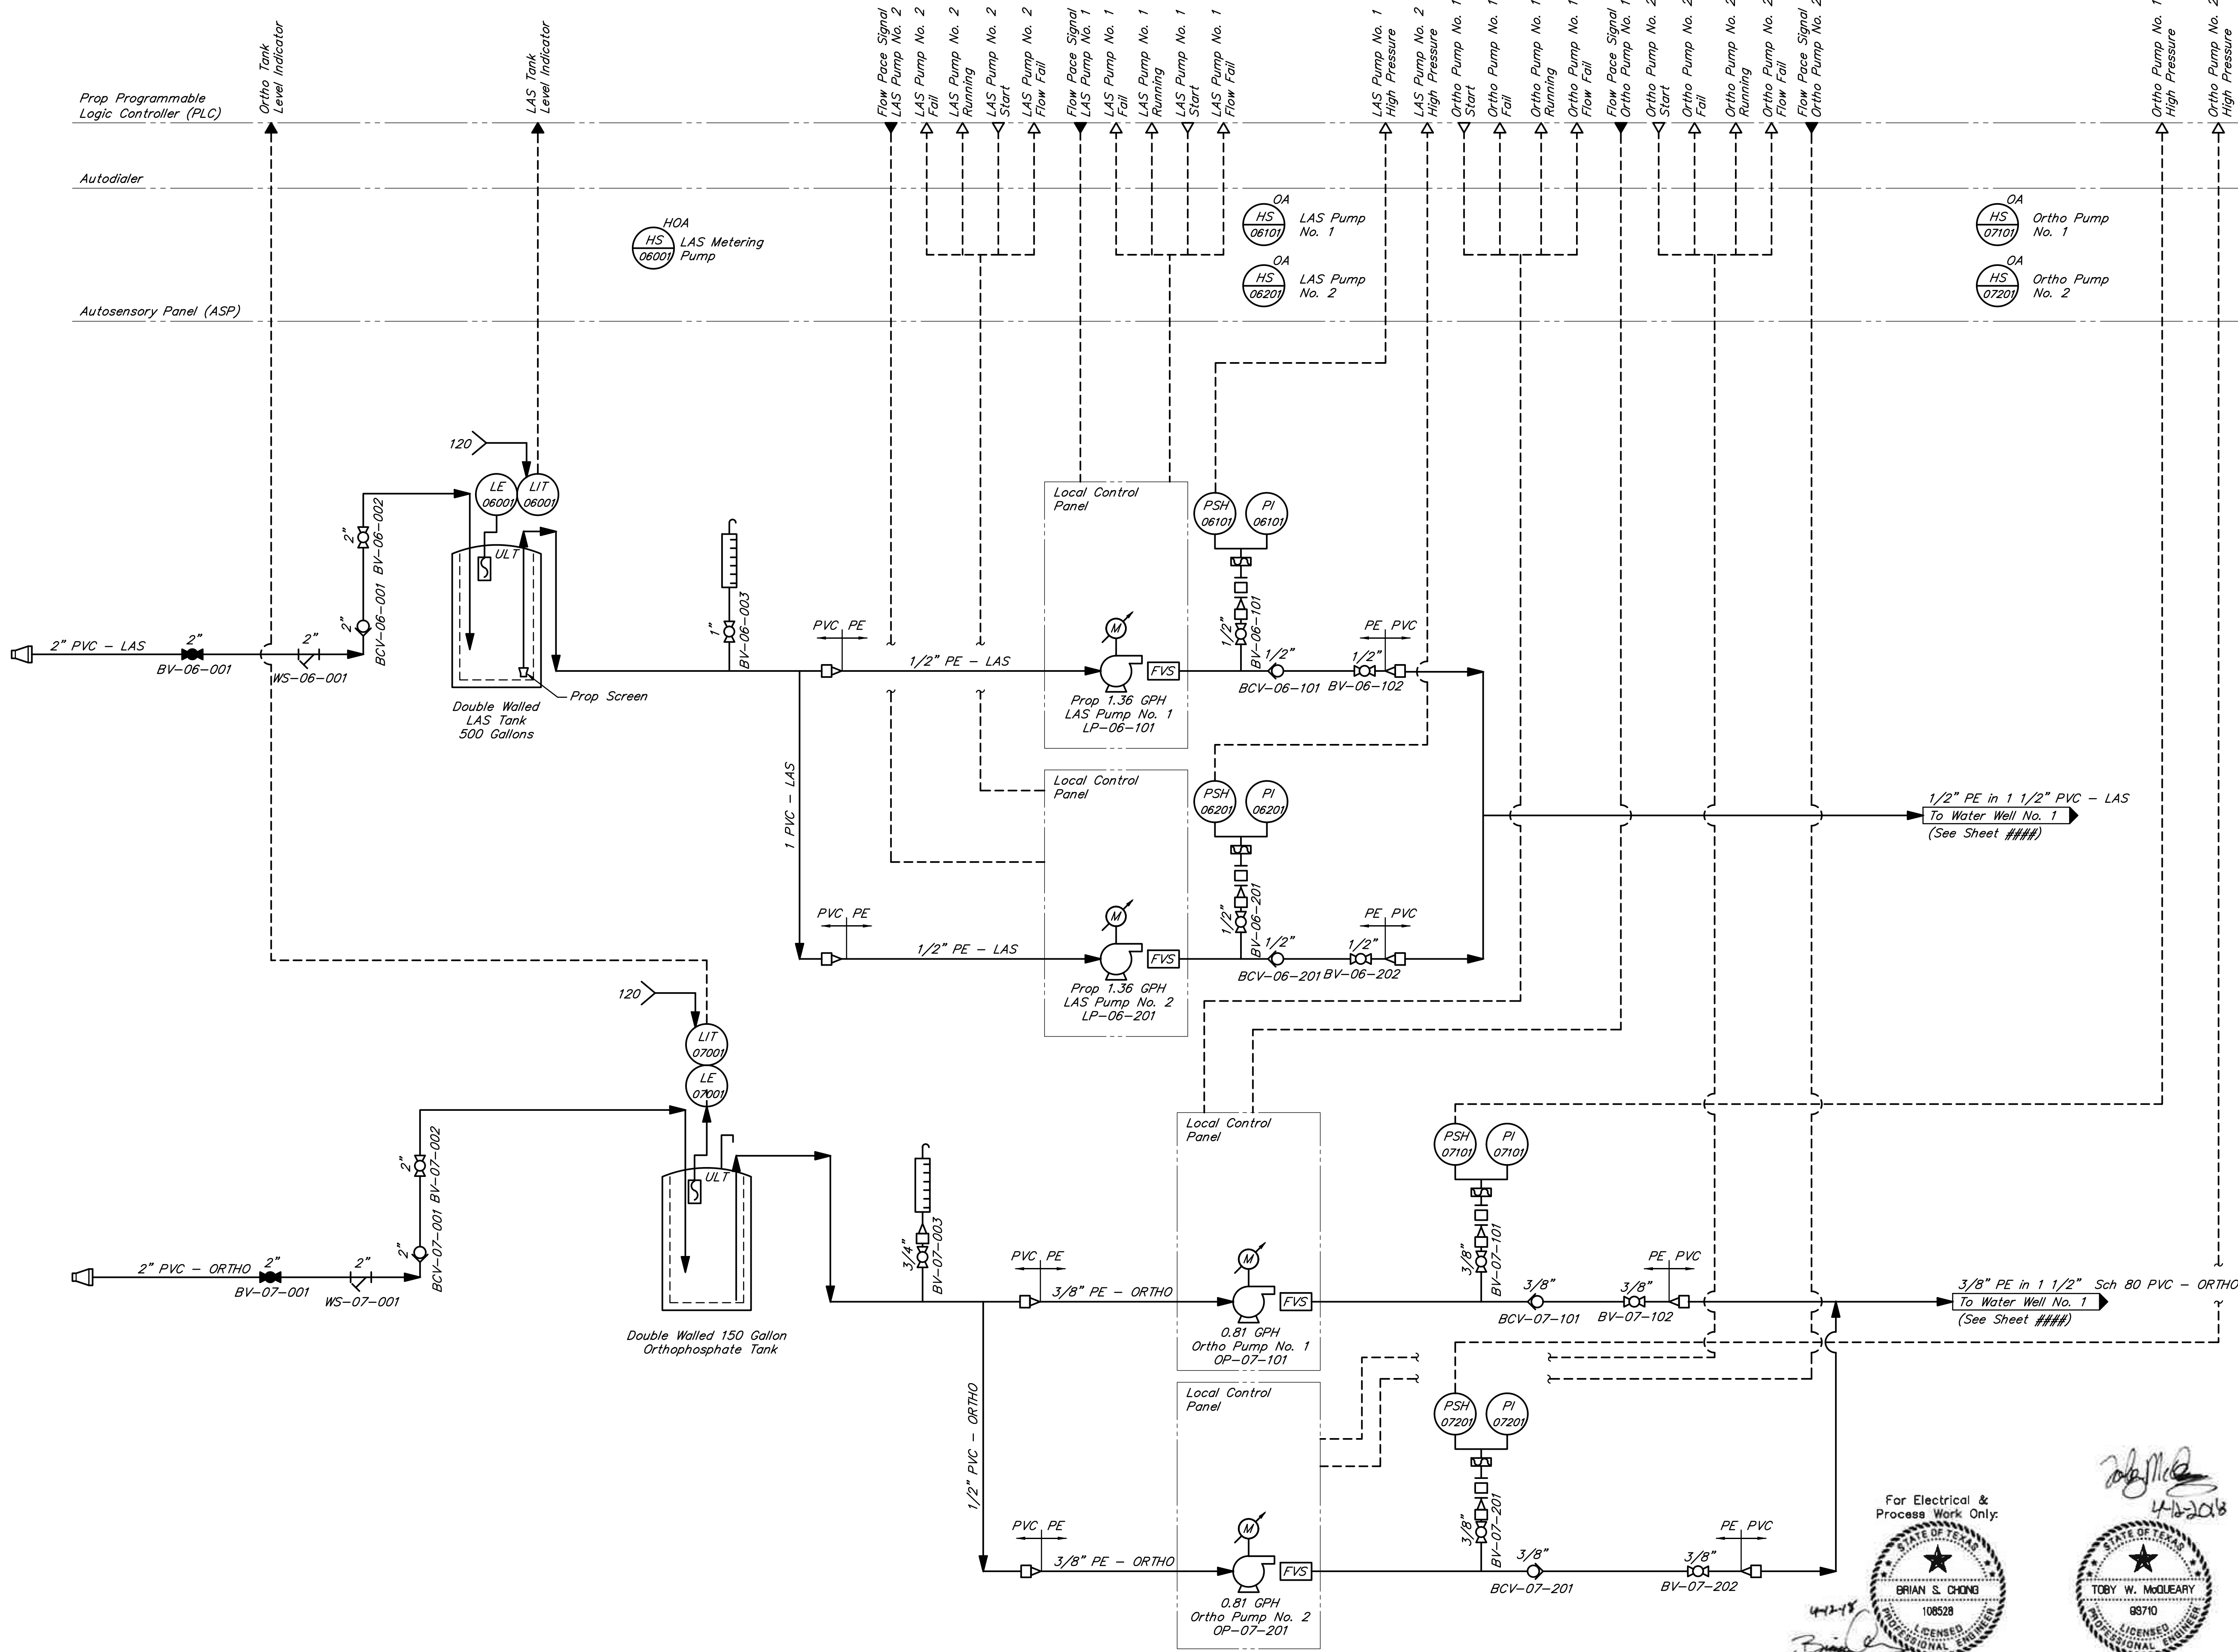 Ortho Tank
Level Indicator
LAS Tank
Level Indicator
Flow Pace Signal
LAS Pump No. 2
LAS Pump No. 2
Fail
LAS Pump No. 2
Running
LAS Pump No. 2
Start
LAS Pump No. 2
Flow Fail
Flow Pace Signal
LAS Pump No. 1
LAS Pump No. 1
Fail
LAS Pump No. 1
Running
LAS Pump No. 1
Start
LAS Pump No. 1
Flow Fail
LAS Pump No. 1
High Pressure
LAS Pump No. 2
High Pressure
Ortho Pump No. 1
Start
Ortho Pump No. 1
Fail
Ortho Pump No. 1
Running
Ortho Pump No. 1
Flow Fail
Flow Pace Signal
Ortho Pump No. 1
Ortho Pump No. 2
Start
Ortho Pump No. 2
Fail
Ortho Pump No. 2
Running
Ortho Pump No. 2
Flow Fail
Flow Pace Signal
Ortho Pump No. 2
Ortho Pump No. 1
High Pressure
Ortho Pump No. 2
High Pressure
Prop Programmable
Logic Controller (PLC)
Autodialer
HOA
HS
06001
LAS Metering
Pump
OA
HS
06101
LAS Pump
No. 1
OA
HS
06201
LAS Pump
No. 2
OA
HS
07101
Ortho Pump
No. 1
OA
HS
07201
Ortho Pump
No. 2
Autosensory Panel (ASP)
120
LE
06001
LIT
06001
2"
BV-06-002
2"
BCV-06-001
ULT
2" PVC - LAS
2"
BV-06-001
2"
WS-06-001
Prop Screen
Double Walled
LAS Tank
500 Gallons
1"
BV-06-003
PVC PE
1/2" PE - LAS
Local Control
Panel
M
FVS
Prop 1.36 GPH
LAS Pump No. 1
LP-06-101
PSH
06101
PI
06101
1/2"
BV-06-101
1/2"
BCV-06-101
1/2"
BV-06-102
PE PVC
1 PVC - LAS
Local Control
Panel
PSH
06201
PI
06201
1/2"
BV-06-201
PVC PE
1/2" PE - LAS
M
FVS
Prop 1.36 GPH
LAS Pump No. 2
LP-06-201
1/2"
BCV-06-201
1/2"
BV-06-202
PE PVC
1/2" PE in 1 1/2" PVC - LAS
To Water Well No. 1
(See Sheet ####)
120
LIT
07001
LE
07001
2"
BV-07-002
2"
BCV-07-001
ULT
2" PVC - ORTHO
2"
BV-07-001
2"
WS-07-001
Double Walled 150 Gallon
Orthophosphate Tank
3/4"
BV-07-003
PVC PE
3/8" PE - ORTHO
Local Control
Panel
M
FVS
0.81 GPH
Ortho Pump No. 1
OP-07-101
PSH
07101
PI
07101
3/8"
BV-07-101
3/8"
BCV-07-101
3/8"
BV-07-102
PE PVC
3/8" PE in 1 1/2" Sch 80 PVC - ORTHO
To Water Well No. 1
(See Sheet ####)
1/2" PVC - ORTHO
Local Control
Panel
PSH
07201
PI
07201
3/8"
BV-07-201
PVC PE
3/8" PE - ORTHO
M
FVS
0.81 GPH
Ortho Pump No. 2
OP-07-201
3/8"
BCV-07-201
3/8"
BV-07-202
PE PVC
For Electrical &
Process Work Only:
STATE OF TEXAS
BRIAN S. CHONG
108528
LICENSED
PROFESSIONAL ENGINEER
4-12-18
4-12-2018
STATE OF TEXAS
TOBY W. McQUEARY
LICENSED
PROFESSIONAL ENGINEER